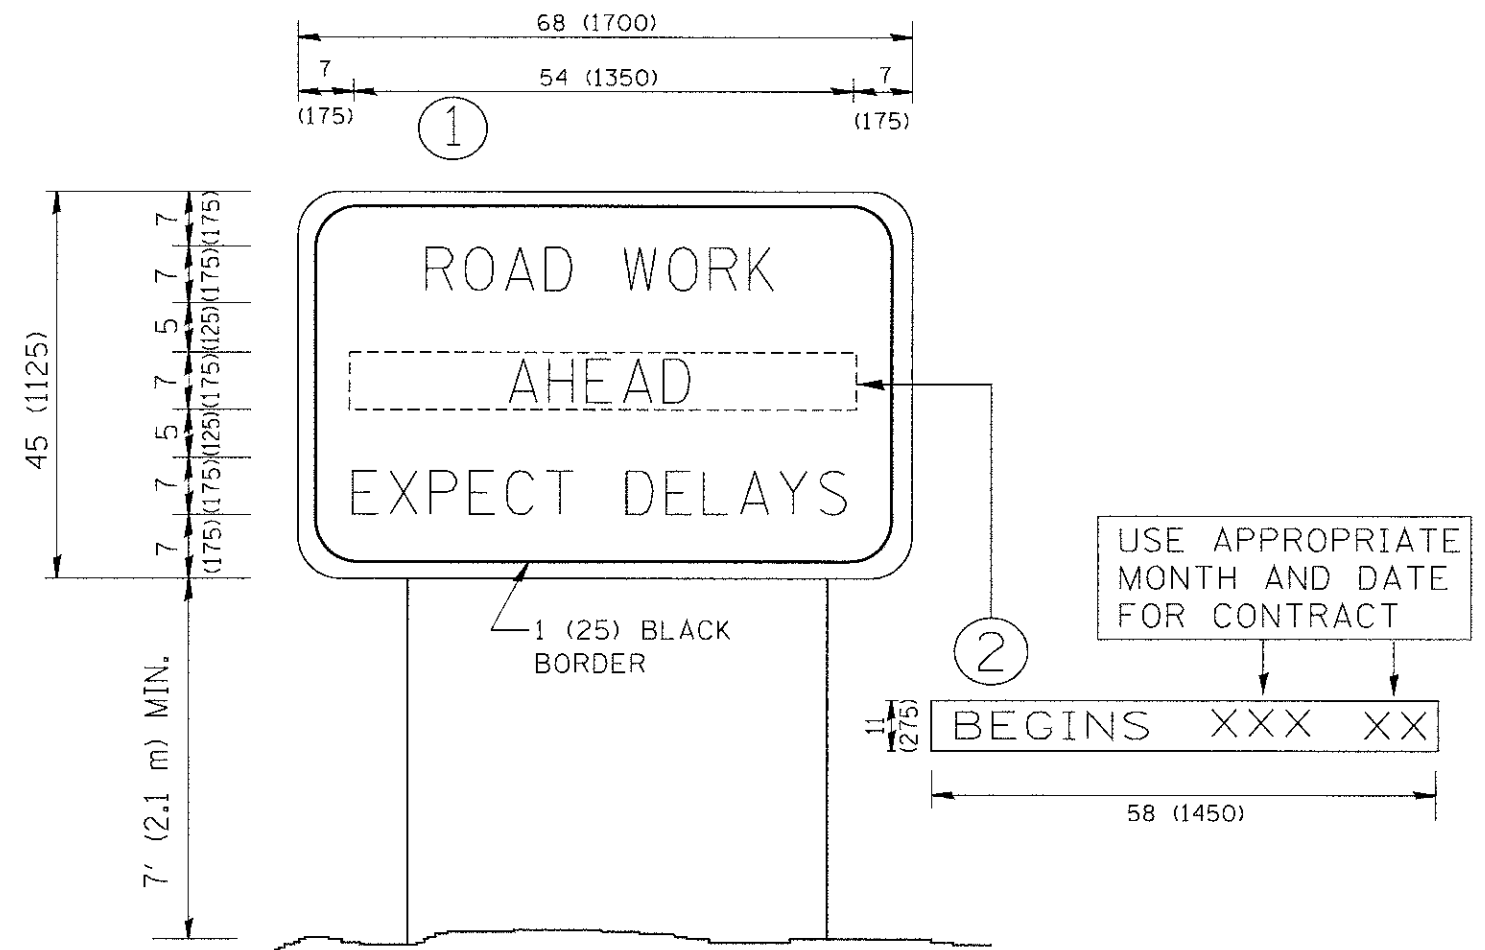 68 (1700)
7
54 (1350)
7
(175)
(175)
1
45 (1125)
7 (175)
7 (175)
5 (125)
7 (175)
5 (125)
7 (175)
7 (175)
ROAD WORK
AHEAD
EXPECT DELAYS
1 (25) BLACK
BORDER
7' (2.1 m) MIN.
2
USE APPROPRIATE
MONTH AND DATE
FOR CONTRACT
11
(275)
BEGINS XXX XX
58 (1450)